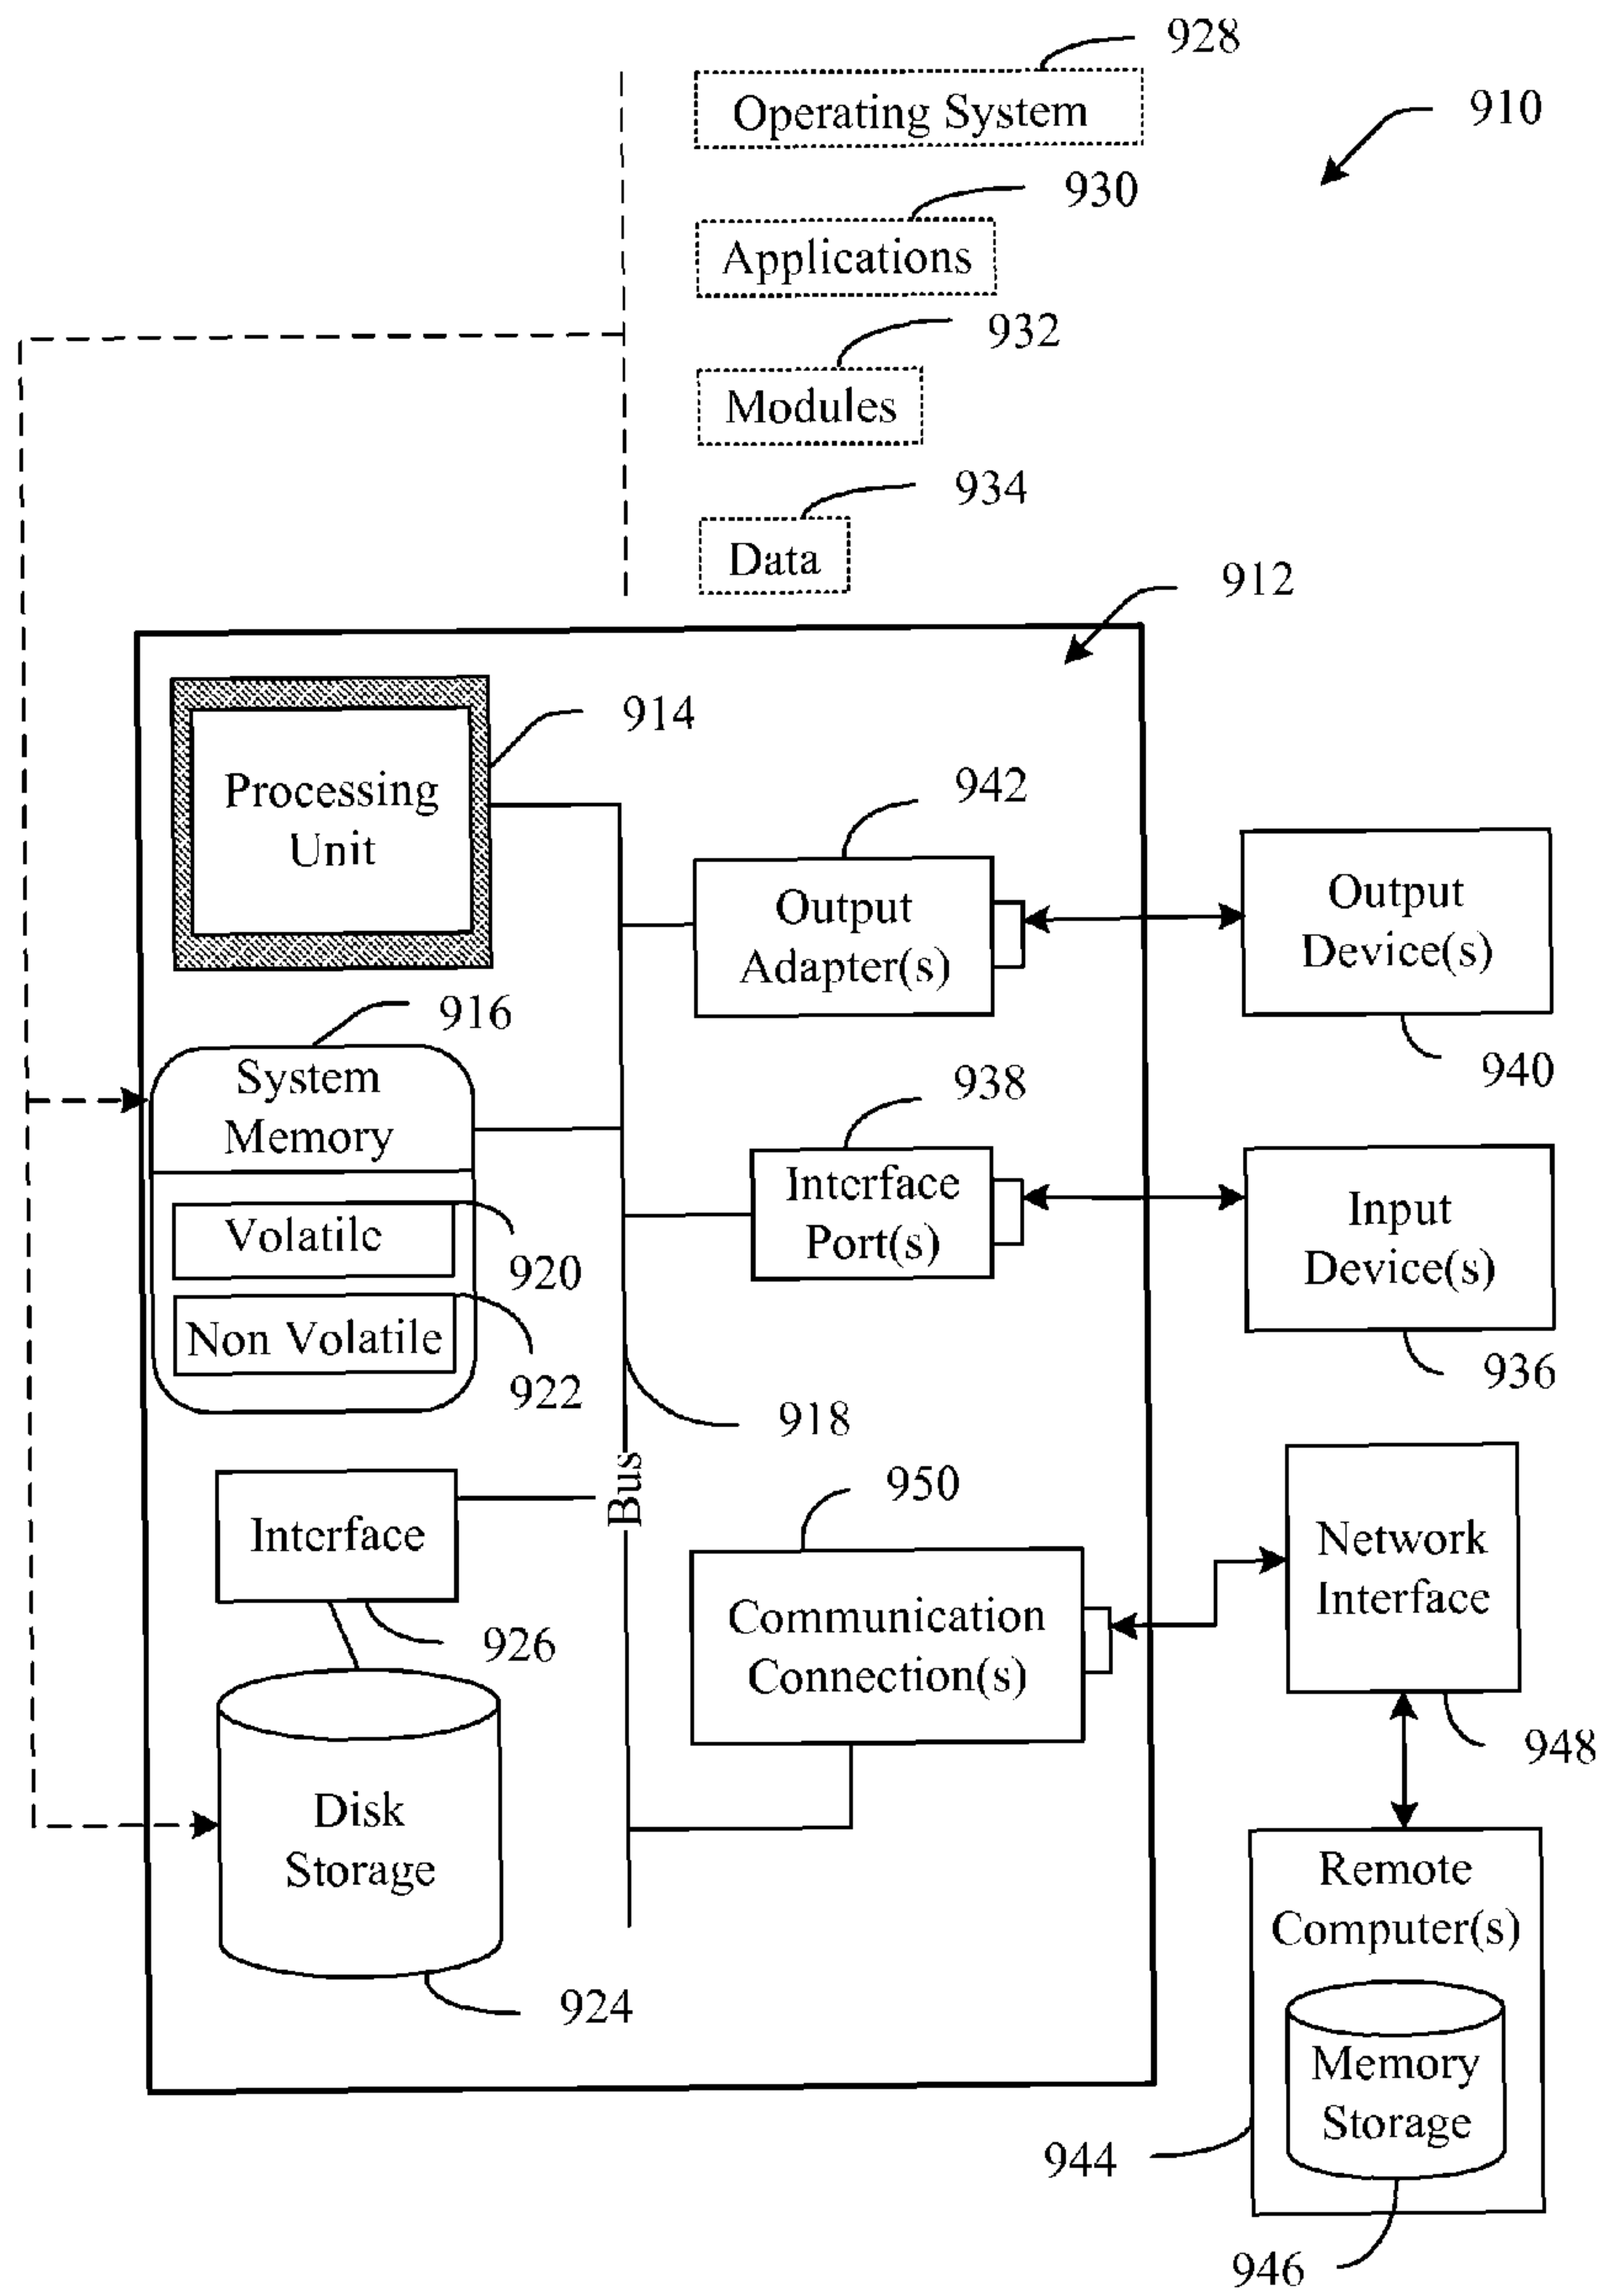 928
Operating System
910
930
Applications
932
Modules
934
Data
912
914
Processing
Unit
942
Output
Adapter(s)
Output
Device(s)
940
916
System
Memory
938
Interface
Port(s)
Input
Device(s)
936
Volatile
920
Non Volatile
922
918
Bus
950
Interface
926
Communication
Connection(s)
Network
Interface
948
Disk
Storage
924
Remote
Computer(s)
Memory
Storage
944
946